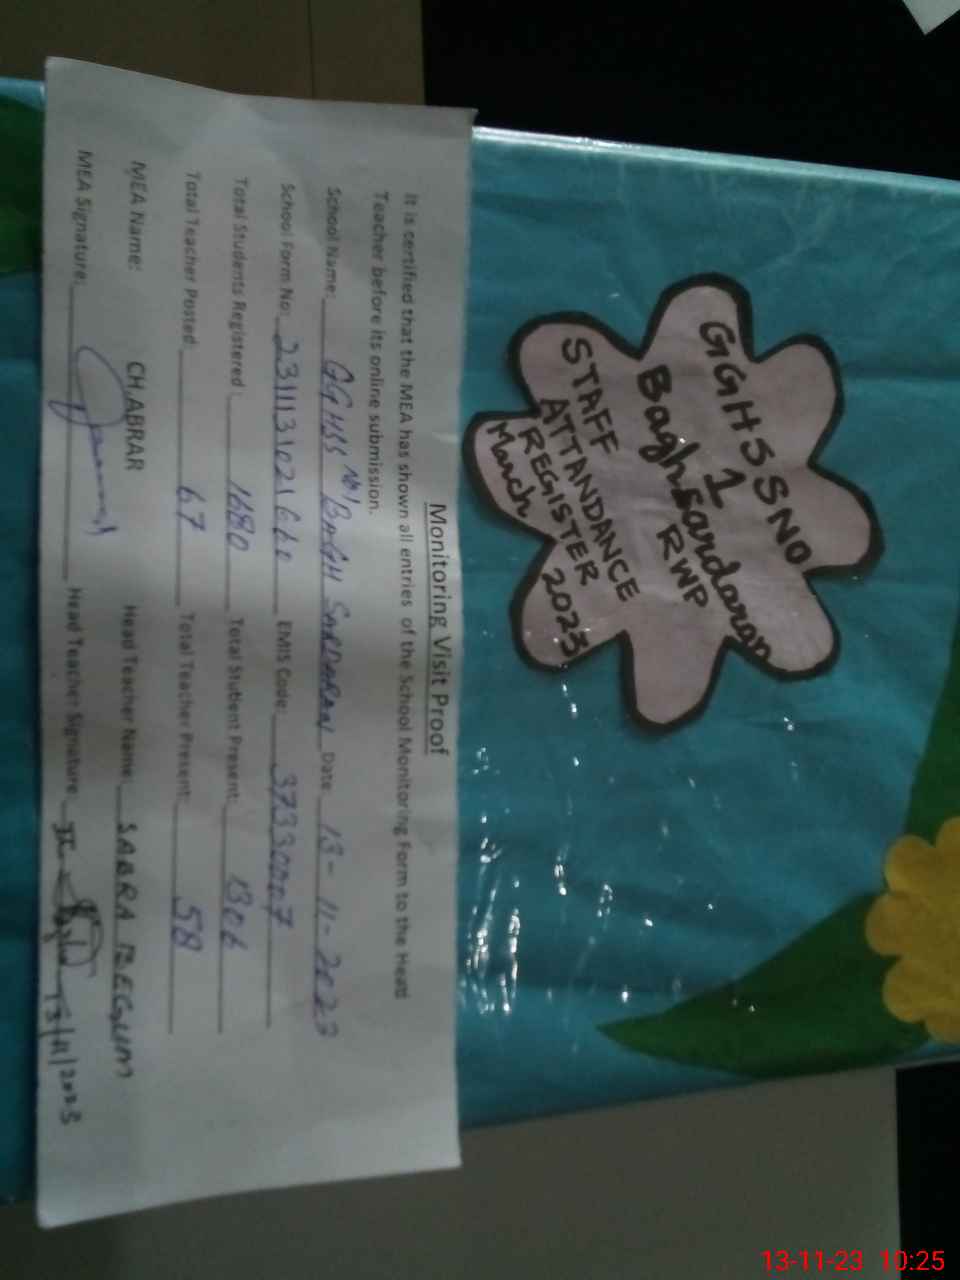 Monitoring Visit Proof
It is certified that the MEA has shown all entries of the School Monitoring Form to the Head
Teacher before its online submission.
School Name: GGHSS No1 BAGH SARDARAN Date 13-11-2023
School Form No: 2311131021660 EMIS Code: 37330007
Total Students Registered: 1680 Total Student Present: 1306
Total Teacher Posted: 67 Total Teacher Present: 58
MEA Name: CH.ABRAR Head Teacher Name: SABRA BEGUM
MEA Signature: Head Teacher Signature: 13/11/2023
GGHSS NO
1
Bagh Sardaran
RWP
STAFF
ATTANDANCE
REGISTER
March 2023
13-11-23 10:25